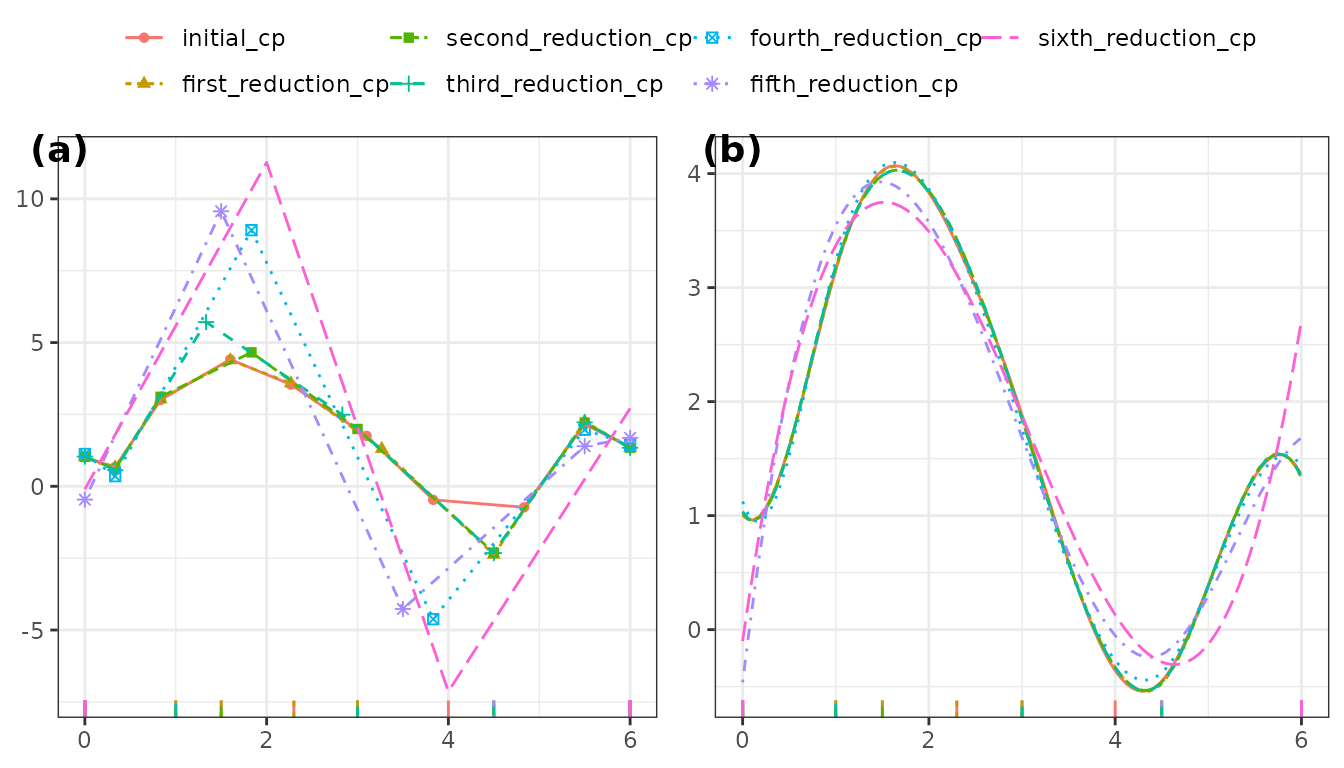 initial_cp second_reduction_cp fourth_reduction_cp sixth_reduction_cp
first_reduction_cp third_reduction_cp fifth_reduction_cp
(a) (b)
10
5
0
-5
0 2 4 6
4
3
2
1
0
0 2 4 6